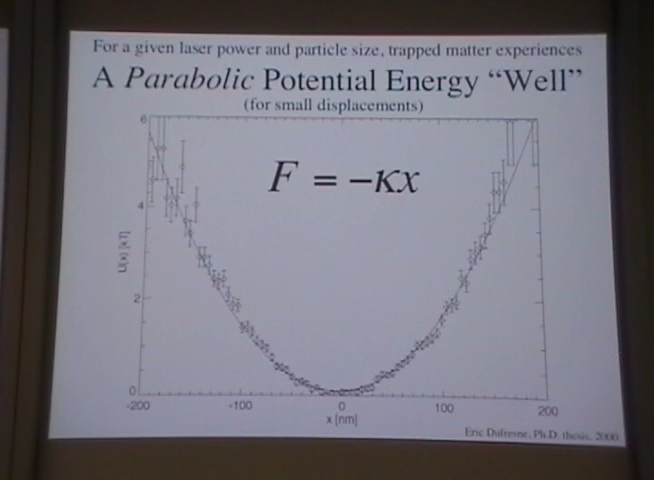 For a given laser power and particle size, trapped matter experiences
A Parabolic Potential Energy “Well”
(for small displacements)
F = −κx
6
4
2
0
U(x) [kT]
-200 -100 0 100 200
x [nm]
Eric Dufresne, Ph.D. thesis, 2000